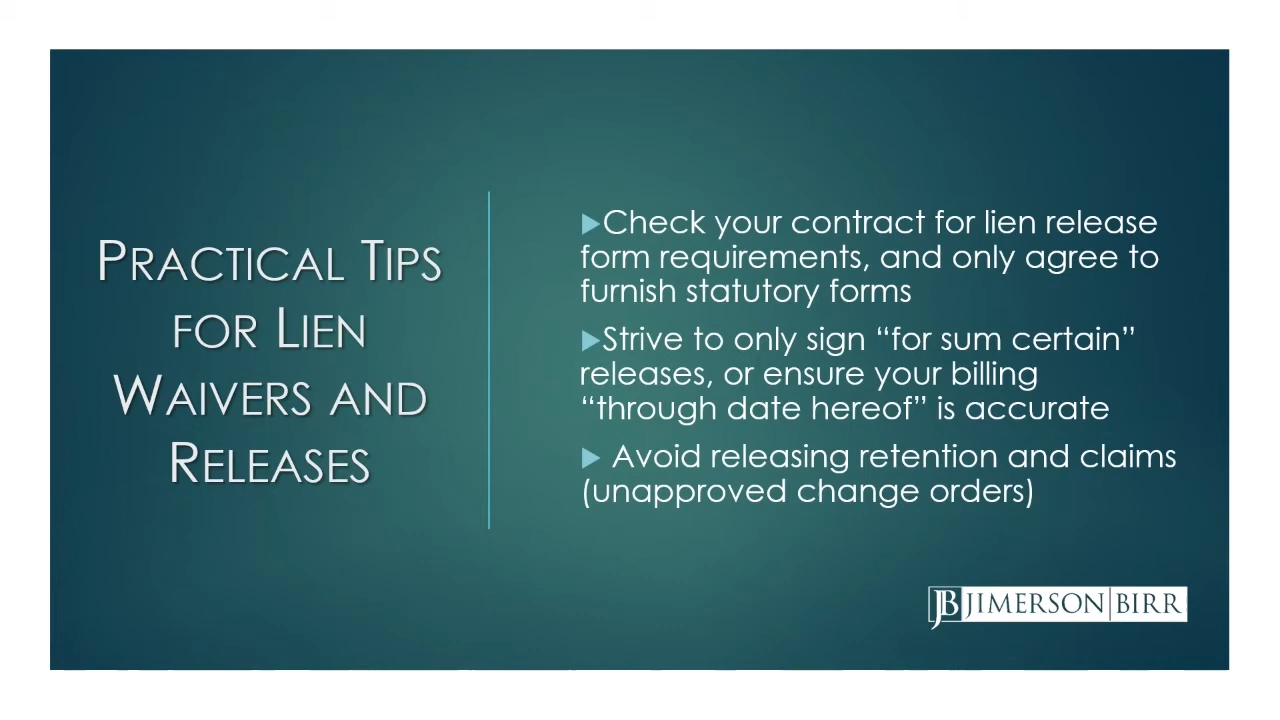 PRACTICAL TIPS
FOR LIEN
WAIVERS AND
RELEASES
▶Check your contract for lien release
form requirements, and only agree to
furnish statutory forms
▶Strive to only sign “for sum certain”
releases, or ensure your billing
“through date hereof” is accurate
▶ Avoid releasing retention and claims
(unapproved change orders)
JB JIMERSON BIRR